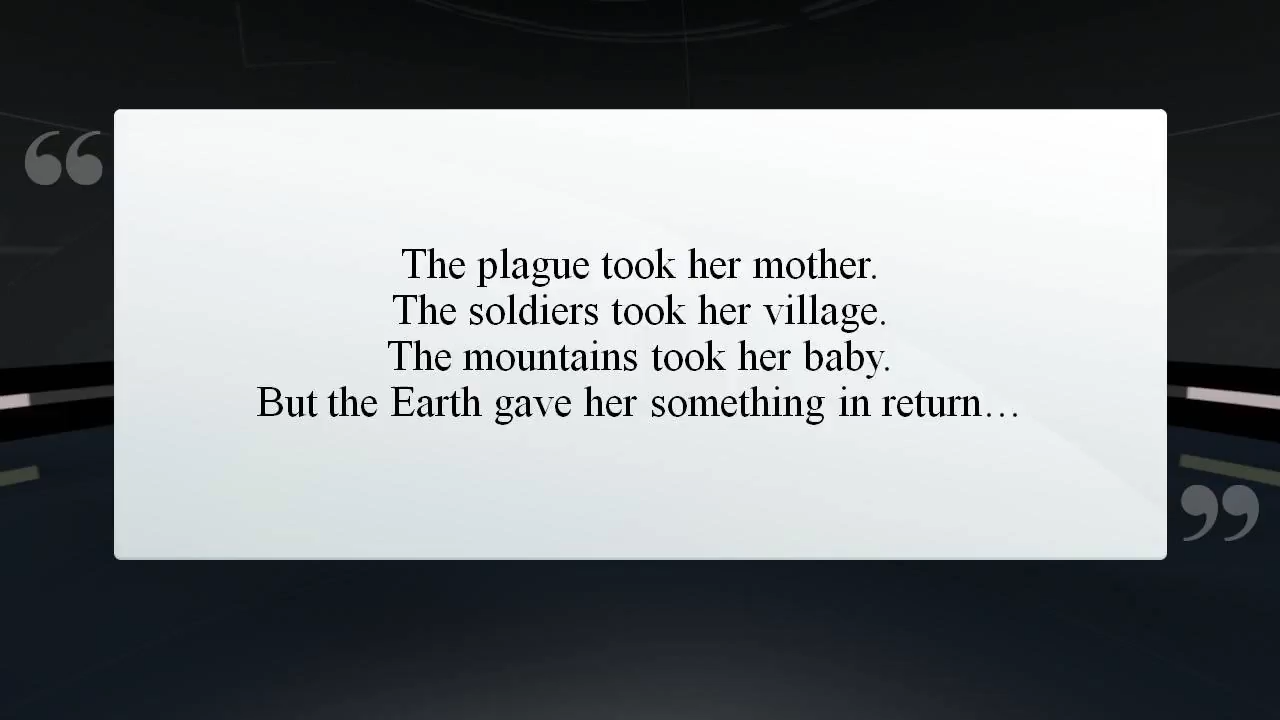 The plague took her mother.
The soldiers took her village.
The mountains took her baby.
But the Earth gave her something in return…